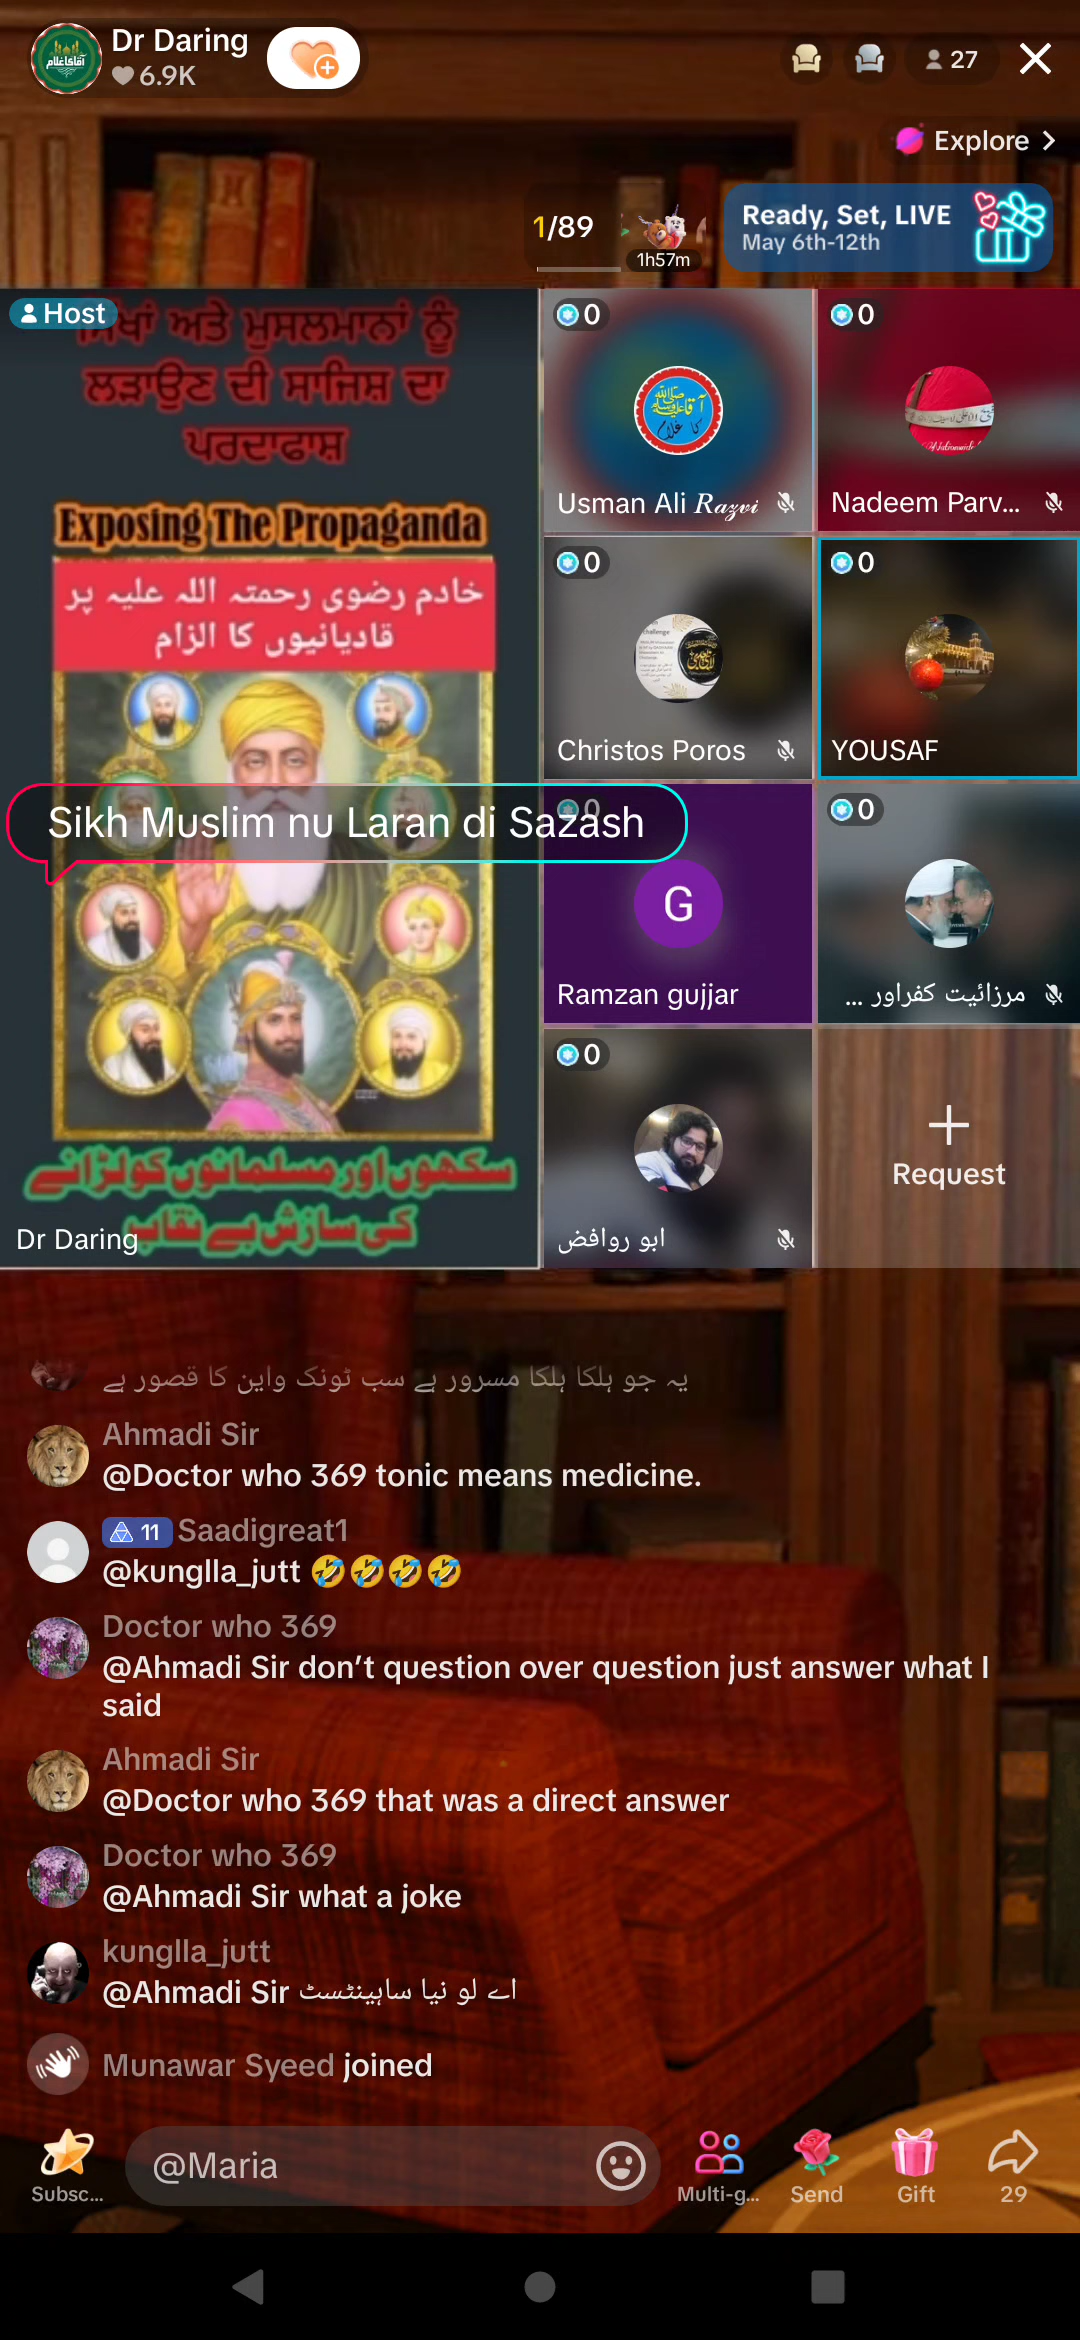 Dr Daring
6.9K
27
Explore
1/89
1h57m
Ready, Set, LIVE
May 6th-12th
Host
ਸਿੱਖਾਂ ਅਤੇ ਮੁਸਲਮਾਨਾਂ ਨੂੰ
ਲੜਾਉਣ ਦੀ ਸਾਜਿਸ਼ ਦਾ
ਪਰਦਾਫਾਸ਼
Exposing The Propaganda
خادم رضوی رحمتہ اللہ علیہ پر
قادیانیوں کا الزام
Sikh Muslim nu Laran di Sazash
سکھوں اور مسلمانوں کو لڑانے
کی سازش بے نقاب
Dr Daring
0
Usman Ali Razvi
0
Nadeem Parv...
0
Christos Poros
0
YOUSAF
0
G
Ramzan gujjar
0
مرزائیت کفراور ...
0
ابو روافض
Request
یہ جو ہلکا ہلکا مسرور ہے سب ٹونک واین کا قصور ہے
Ahmadi Sir
@Doctor who 369 tonic means medicine.
11 Saadigreat1
@kunglla_jutt 🤣🤣🤣🤣
Doctor who 369
@Ahmadi Sir don’t question over question just answer what I
said
Ahmadi Sir
@Doctor who 369 that was a direct answer
Doctor who 369
@Ahmadi Sir what a joke
kunglla_jutt
@Ahmadi Sir اے لو نیا ساہینٹسٹ
Munawar Syeed joined
@Maria
Subsc...
Multi-g...
Send
Gift
29